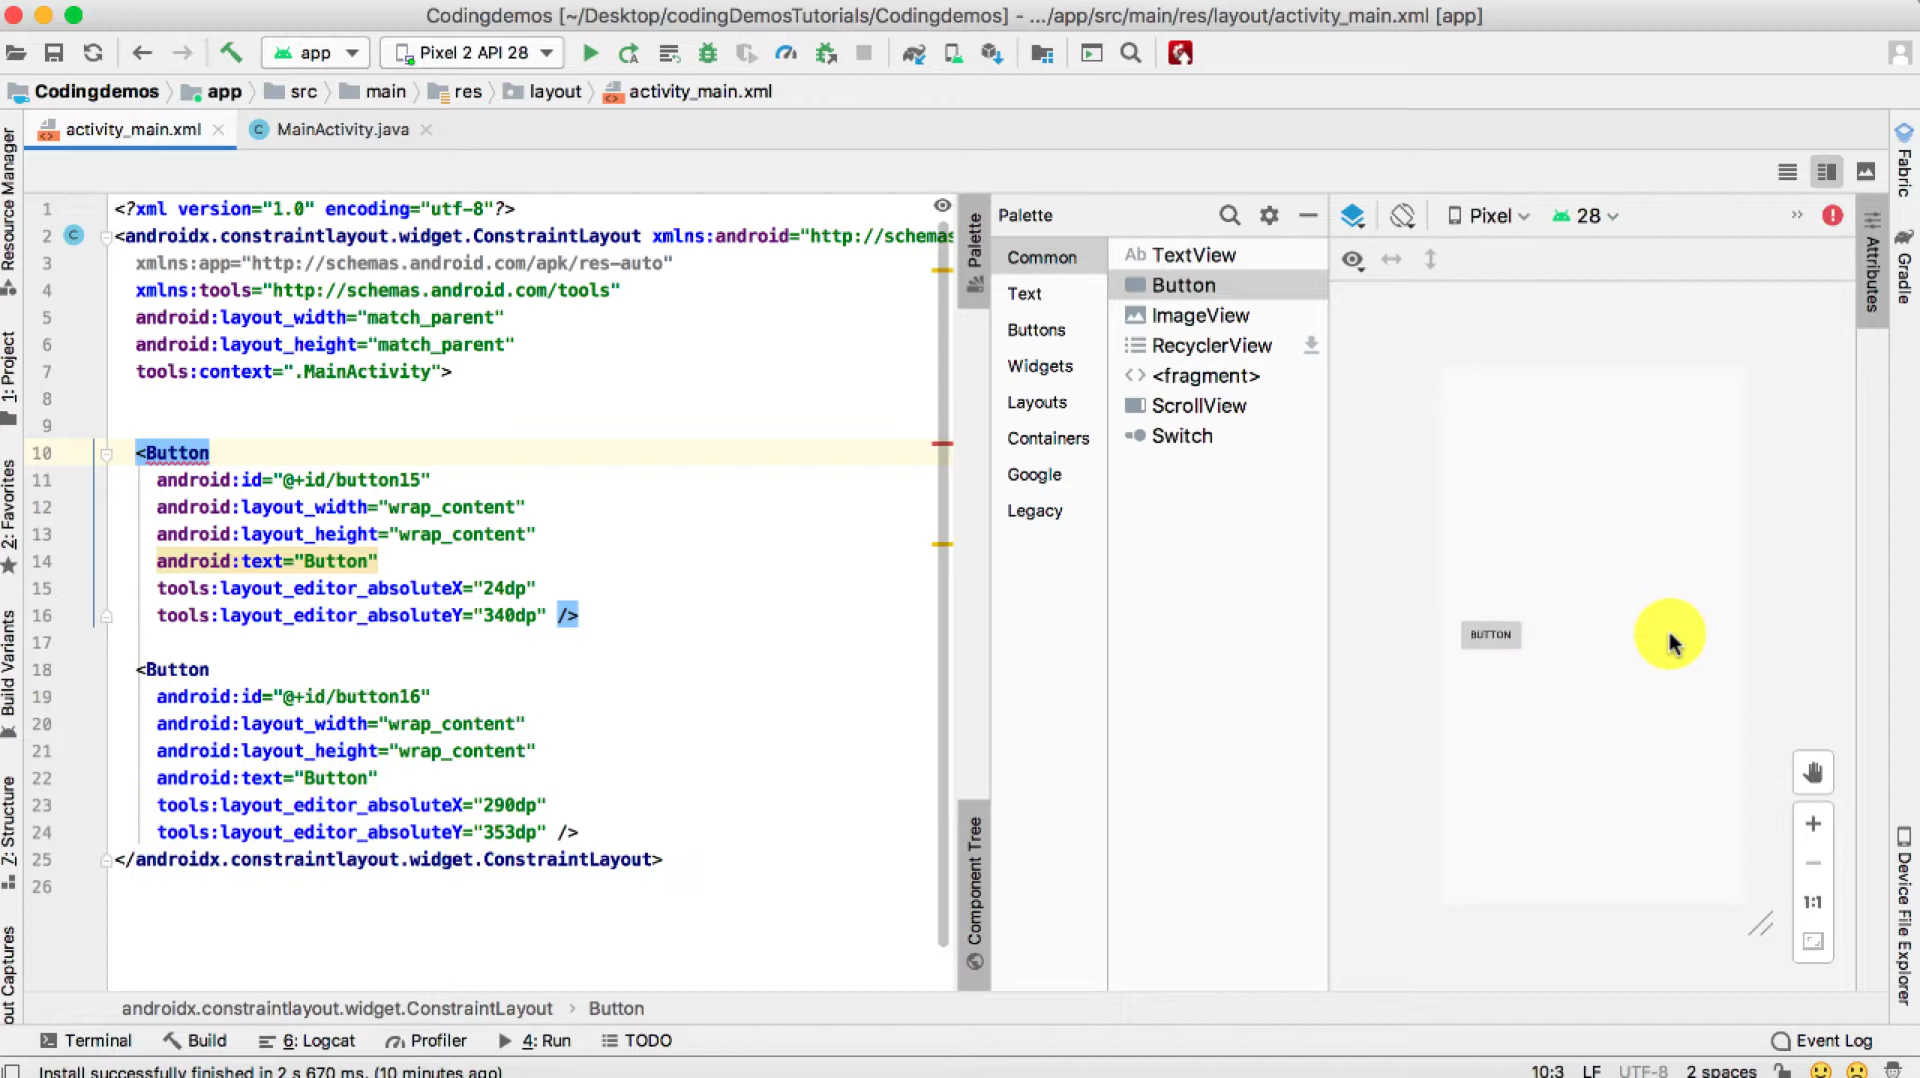 Codingdemos [~/Desktop/codingDemosTutorials/Codingdemos] - .../app/src/main/res/layout/activity_main.xml [app]
app
Pixel 2 API 28
Codingdemos
app
src
main
res
layout
activity_main.xml
activity_main.xml
MainActivity.java
Resource Manager
1: Project
2: Favorites
Build Variants
Z: Structure
out Captures
1 <?xml version="1.0" encoding="utf-8"?>
2 C <androidx.constraintlayout.widget.ConstraintLayout xmlns:android="http://schemas
3 xmlns:app="http://schemas.android.com/apk/res-auto"
4 xmlns:tools="http://schemas.android.com/tools"
5 android:layout_width="match_parent"
6 android:layout_height="match_parent"
7 tools:context=".MainActivity">
8
9
10 <Button
11 android:id="@+id/button15"
12 android:layout_width="wrap_content"
13 android:layout_height="wrap_content"
14 android:text="Button"
15 tools:layout_editor_absoluteX="24dp"
16 tools:layout_editor_absoluteY="340dp" />
17
18 <Button
19 android:id="@+id/button16"
20 android:layout_width="wrap_content"
21 android:layout_height="wrap_content"
22 android:text="Button"
23 tools:layout_editor_absoluteX="290dp"
24 tools:layout_editor_absoluteY="353dp" />
25 </androidx.constraintlayout.widget.ConstraintLayout>
26
androidx.constraintlayout.widget.ConstraintLayout › Button
Palette
Component Tree
Palette
Common
Text
Buttons
Widgets
Layouts
Containers
Google
Legacy
Ab TextView
Button
ImageView
RecyclerView
<fragment>
ScrollView
Switch
Pixel
28
BUTTON
1:1
Attributes
Fabric
Gradle
Device File Explorer
Terminal
Build
6: Logcat
Profiler
4: Run
TODO
Event Log
Install successfully finished in 2 s 670 ms. (10 minutes ago)
10:3 LF UTF-8 2 spaces